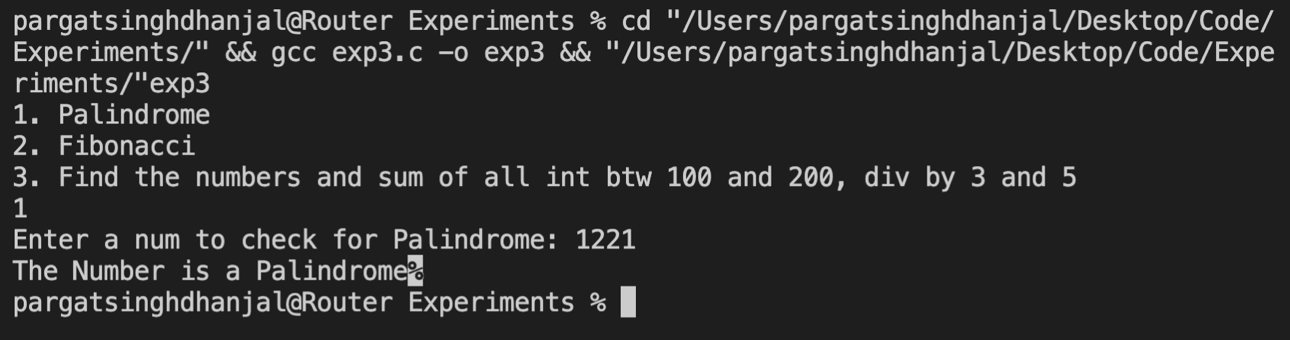 pargatsinghdhanjal@Router Experiments % cd "/Users/pargatsinghdhanjal/Desktop/Code/
Experiments/" && gcc exp3.c -o exp3 && "/Users/pargatsinghdhanjal/Desktop/Code/Expe
riments/"exp3
1. Palindrome
2. Fibonacci
3. Find the numbers and sum of all int btw 100 and 200, div by 3 and 5
1
Enter a num to check for Palindrome: 1221
The Number is a Palindrome%
pargatsinghdhanjal@Router Experiments %